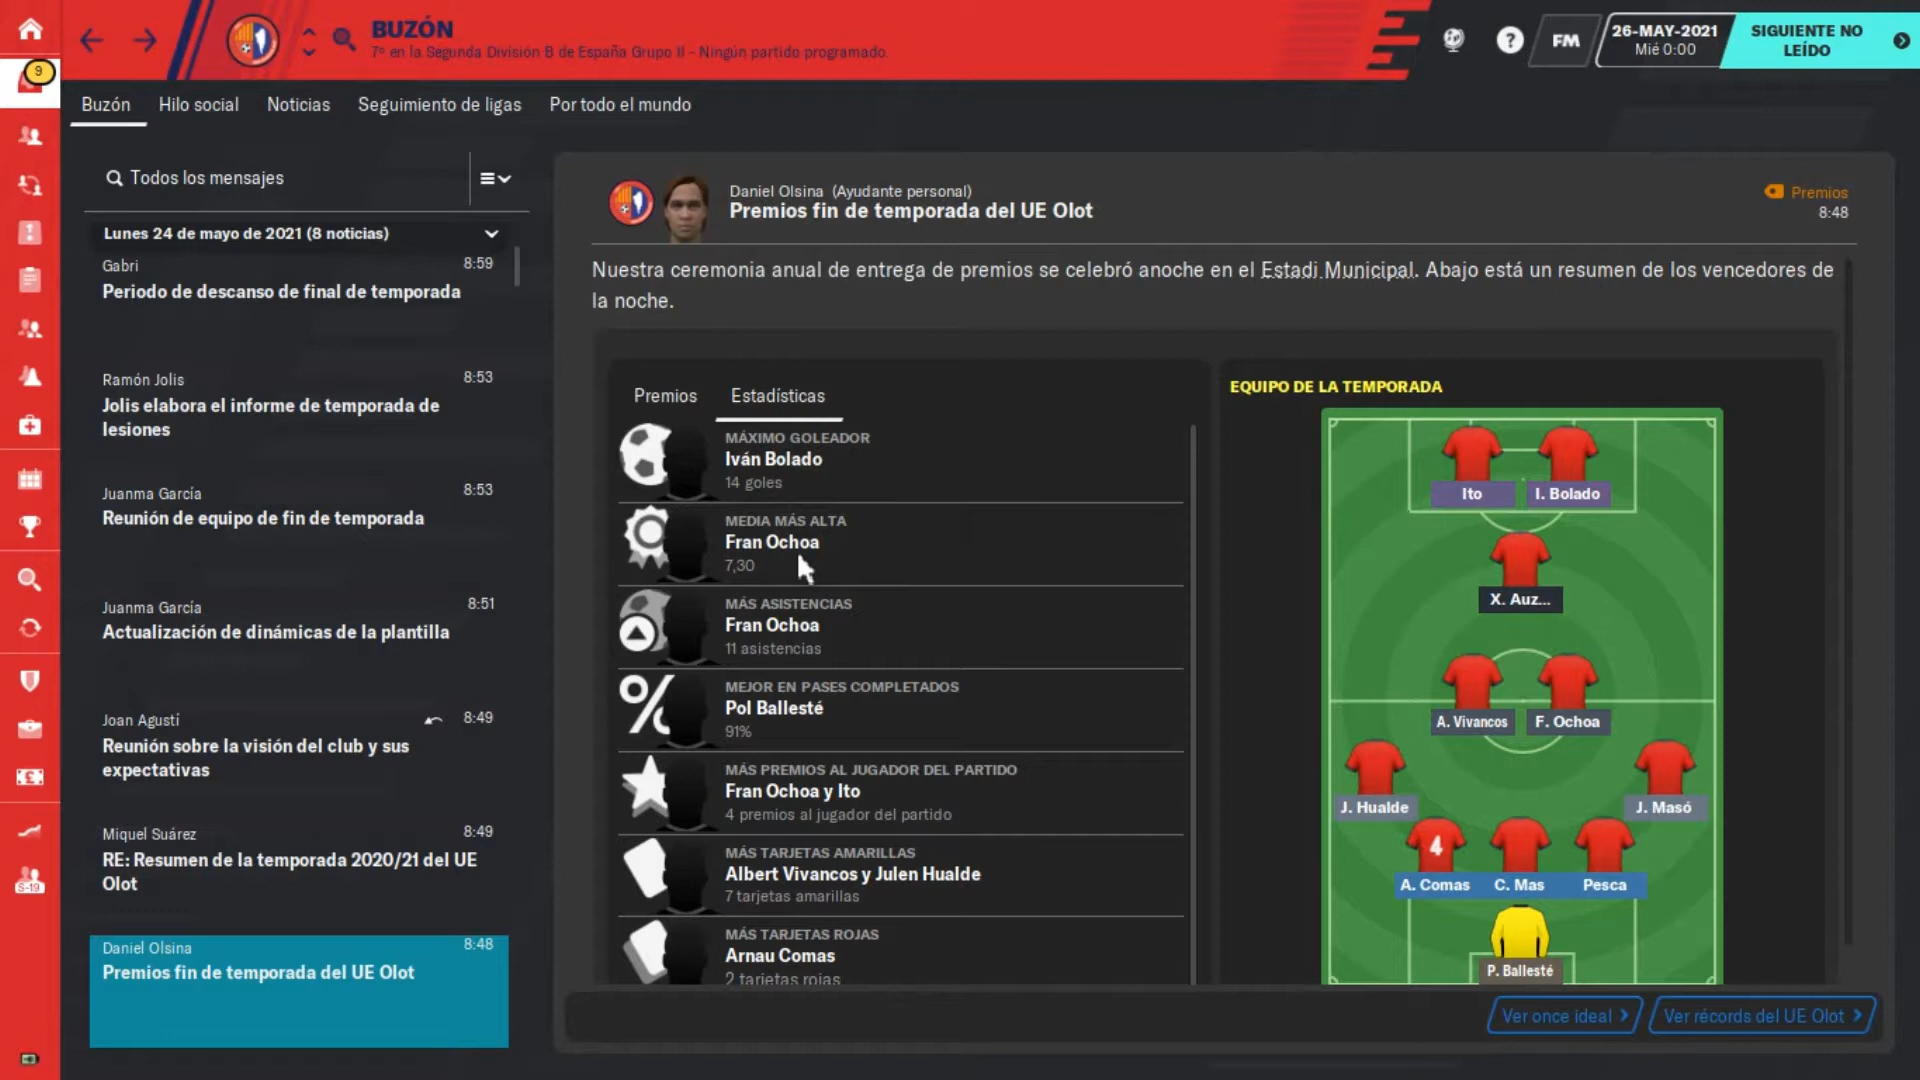 BUZÓN
7º en la Segunda División B de España Grupo II - Ningún partido programado.
?
FM
26-MAY-2021
Mié 0:00
SIGUIENTE NO
LEÍDO
9
Buzón
Hilo social
Noticias
Seguimiento de ligas
Por todo el mundo
Todos los mensajes
Lunes 24 de mayo de 2021 (8 noticias)
Gabri
8:59
Periodo de descanso de final de temporada
Ramón Jolis
8:53
Jolis elabora el informe de temporada de
lesiones
Juanma García
8:53
Reunión de equipo de fin de temporada
Juanma García
8:51
Actualización de dinámicas de la plantilla
Joan Agustí
8:49
Reunión sobre la visión del club y sus
expectativas
Miquel Suárez
8:49
RE: Resumen de la temporada 2020/21 del UE
Olot
Daniel Olsina
8:48
Premios fin de temporada del UE Olot
S-19
Daniel Olsina (Ayudante personal)
Premios fin de temporada del UE Olot
Premios
8:48
Nuestra ceremonia anual de entrega de premios se celebró anoche en el Estadi Municipal. Abajo está un resumen de los vencedores de
la noche.
Premios
Estadísticas
MÁXIMO GOLEADOR
Iván Bolado
14 goles
MEDIA MÁS ALTA
Fran Ochoa
7,30
MÁS ASISTENCIAS
Fran Ochoa
11 asistencias
MEJOR EN PASES COMPLETADOS
Pol Ballesté
91%
MÁS PREMIOS AL JUGADOR DEL PARTIDO
Fran Ochoa y Ito
4 premios al jugador del partido
MÁS TARJETAS AMARILLAS
Albert Vivancos y Julen Hualde
7 tarjetas amarillas
MÁS TARJETAS ROJAS
Arnau Comas
2 tarjetas rojas
EQUIPO DE LA TEMPORADA
Ito
I. Bolado
X. Auz...
A. Vivancos
F. Ochoa
J. Hualde
J. Masó
4
A. Comas
C. Mas
Pesca
P. Ballesté
Ver once ideal
Ver récords del UE Olot